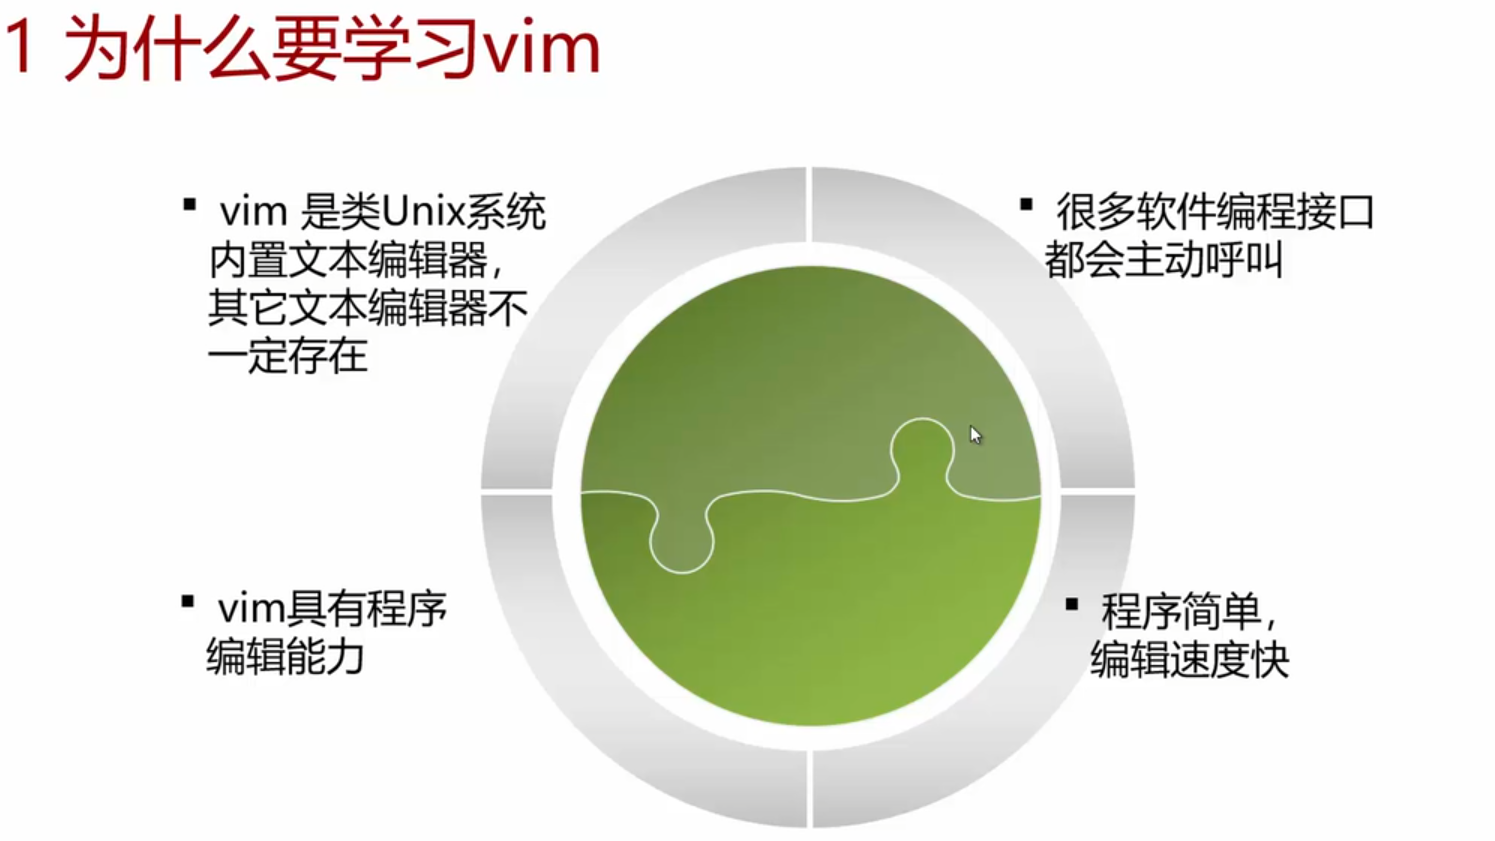 1 为什么要学习vim
▪ vim 是类Unix系统
内置文本编辑器，
其它文本编辑器不
一定存在
▪ 很多软件编程接口
都会主动呼叫
▪ vim具有程序
编辑能力
▪ 程序简单，
编辑速度快